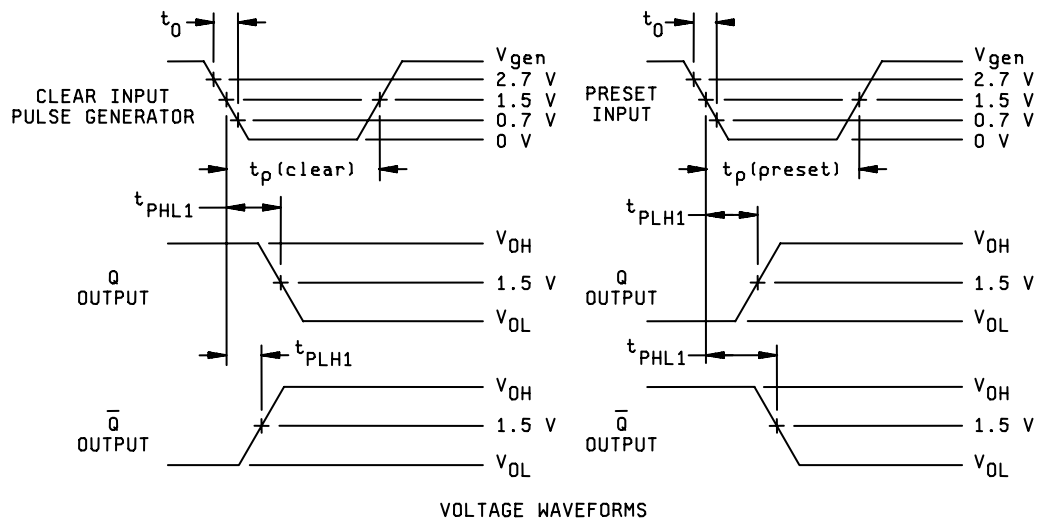 t0
Vgen
2.7 V
1.5 V
0.7 V
0 V
CLEAR INPUT
PULSE GENERATOR
tp(clear)
tPHL1
VOH
1.5 V
VOL
Q
OUTPUT
tPLH1
VOH
1.5 V
VOL
Q̅
OUTPUT
t0
Vgen
2.7 V
1.5 V
0.7 V
0 V
PRESET
INPUT
tp(preset)
tPLH1
VOH
1.5 V
VOL
Q
OUTPUT
tPHL1
VOH
1.5 V
VOL
Q̅
OUTPUT
VOLTAGE WAVEFORMS